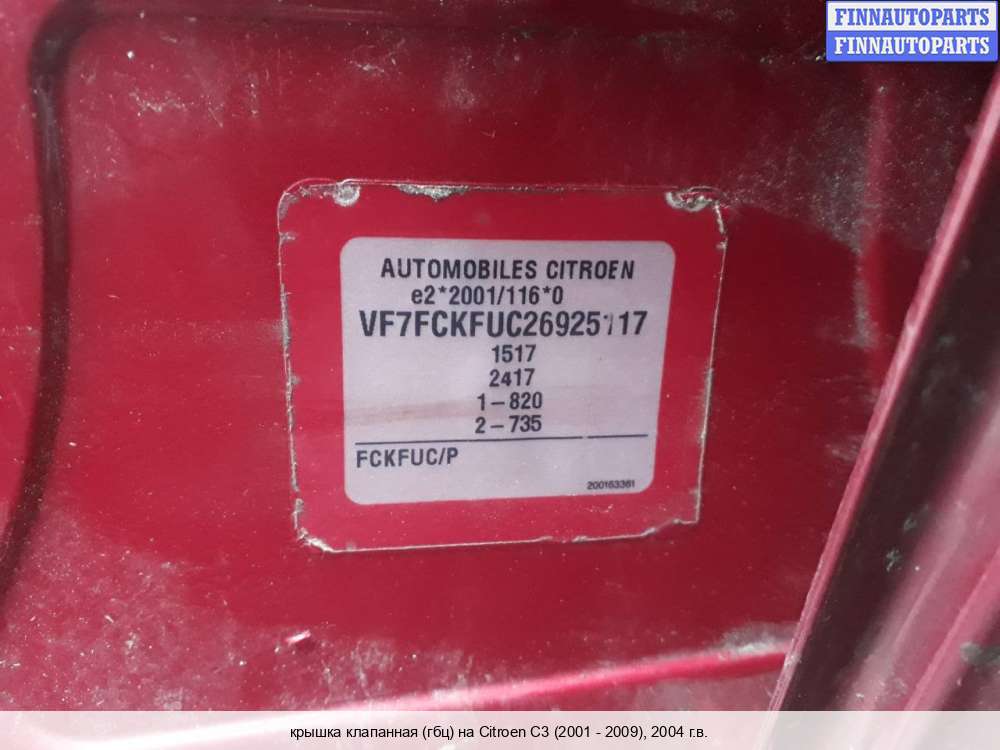 FINNAUTOPARTS
FINNAUTOPARTS
AUTOMOBILES CITROEN
e2*2001/116*0
VF7FCKFUC26925117
1517
2417
1-820
2-735
FCKFUC/P
200163361
крышка клапанная (гбц) на Citroen C3 (2001 - 2009), 2004 г.в.